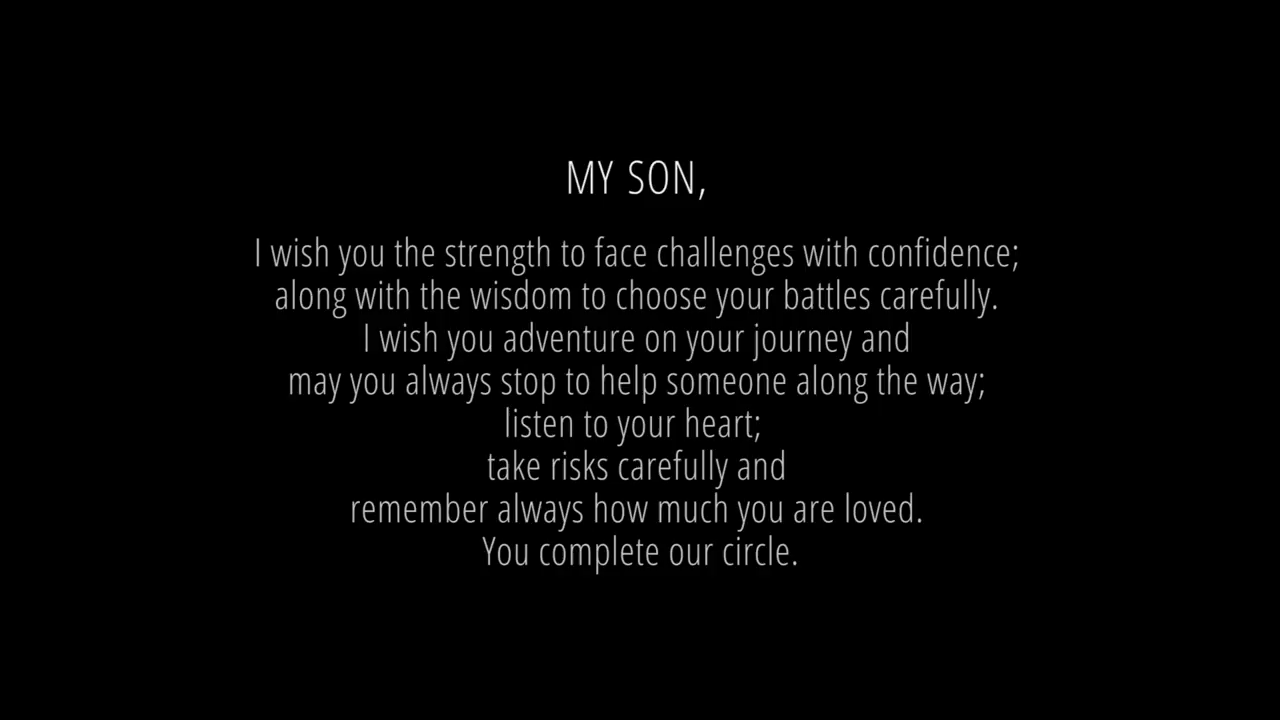 MY SON,
I wish you the strength to face challenges with confidence;
along with the wisdom to choose your battles carefully.
I wish you adventure on your journey and
may you always stop to help someone along the way;
listen to your heart;
take risks carefully and
remember always how much you are loved.
You complete our circle.